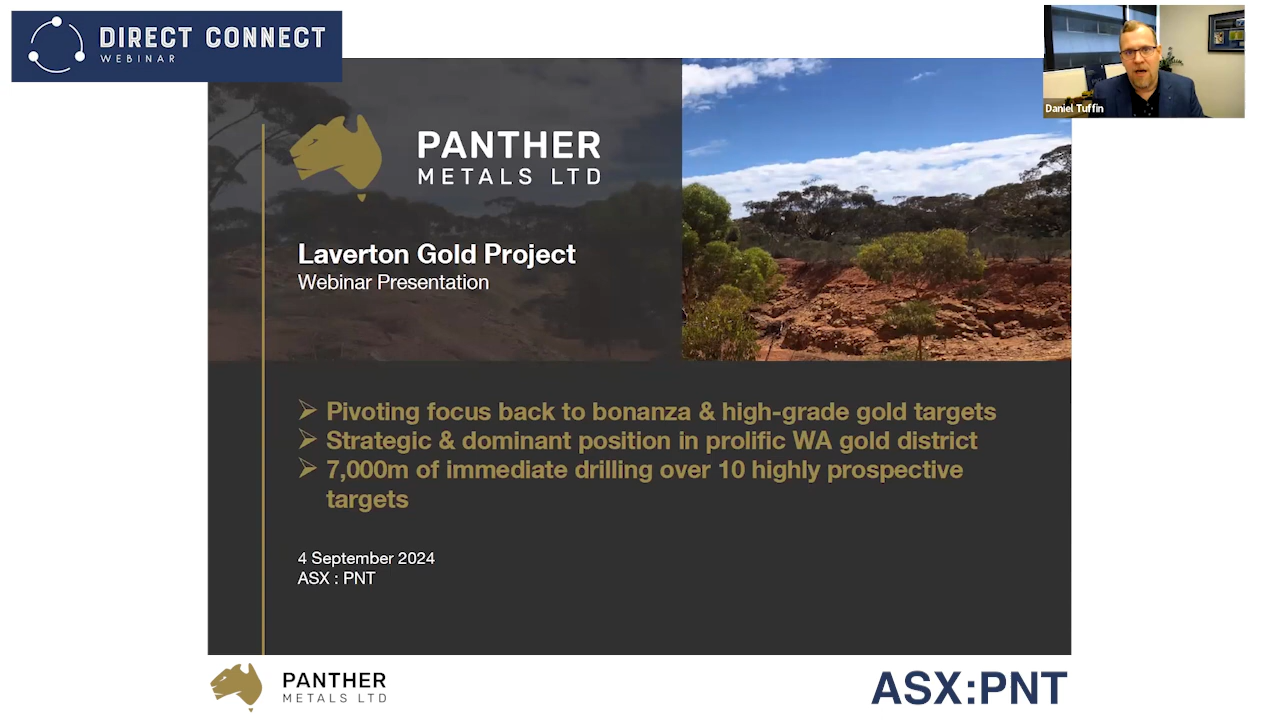 DIRECT CONNECT
WEBINAR
Daniel Tuffin
PANTHER
METALS LTD
Laverton Gold Project
Webinar Presentation
➢ Pivoting focus back to bonanza & high-grade gold targets
➢ Strategic & dominant position in prolific WA gold district
➢ 7,000m of immediate drilling over 10 highly prospective
targets
4 September 2024
ASX : PNT
PANTHER
METALS LTD
ASX:PNT